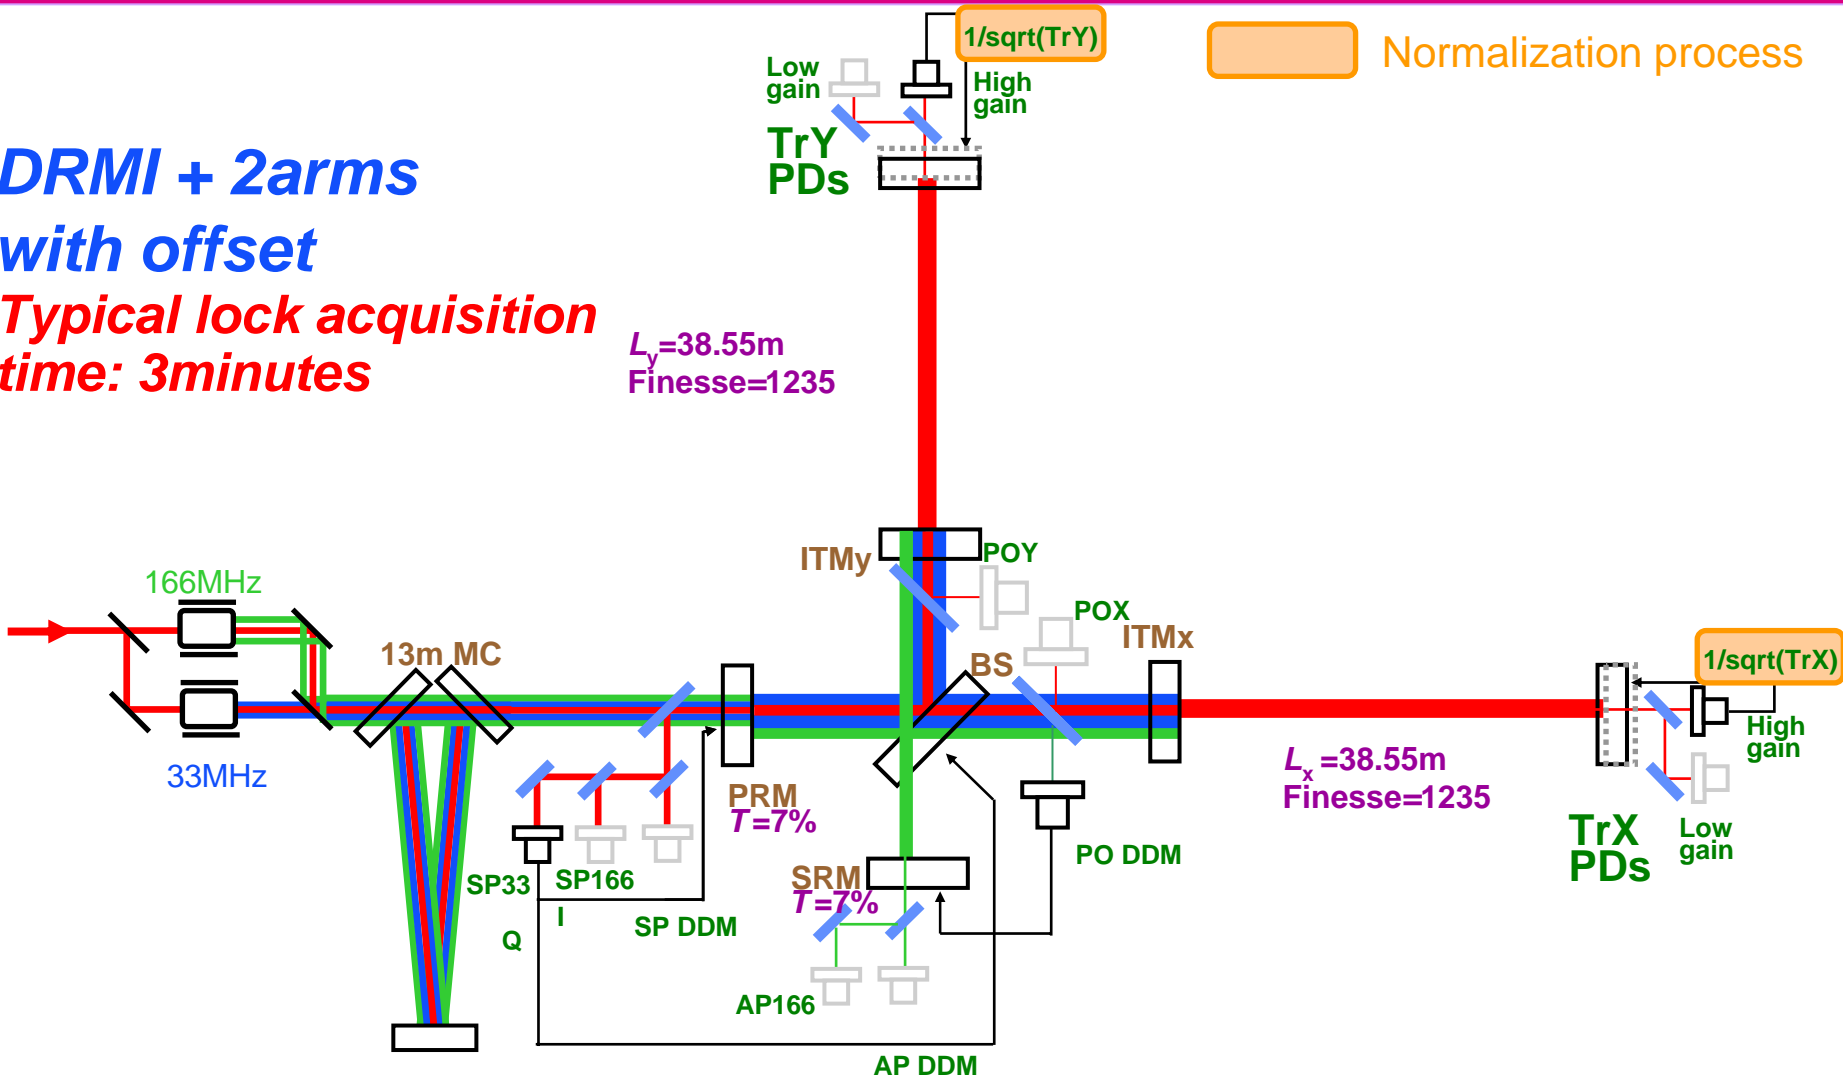 1/sqrt(TrY)
Normalization process
Low
gain
High
gain
TrY
PDs
DRMI + 2arms
with offset
Typical lock acquisition
time: 3minutes
Ly=38.55m
Finesse=1235
ITMy
POY
166MHz
POX
ITMx
13m MC
BS
1/sqrt(TrX)
33MHz
High
gain
Lx =38.55m
Finesse=1235
PRM
T=7%
TrX
PDs
Low
gain
PO DDM
SP33
SP166
SRM
T=7%
I
SP DDM
Q
AP166
AP DDM